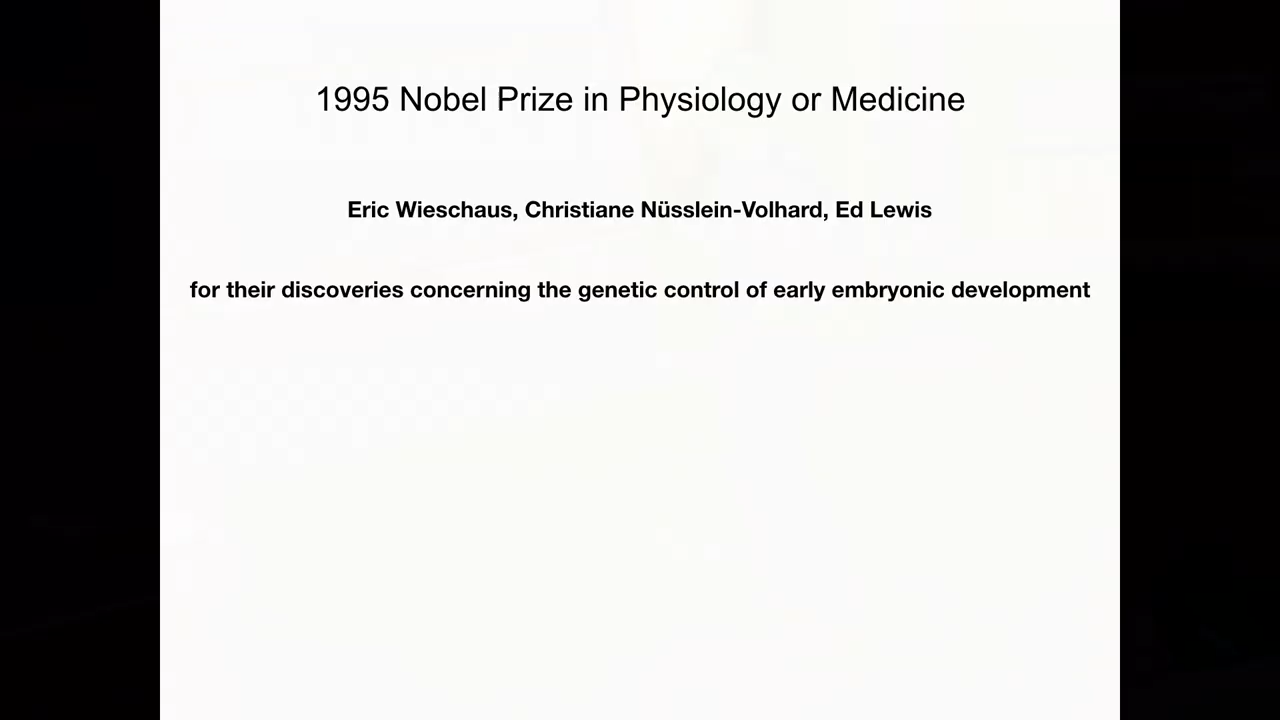 1995 Nobel Prize in Physiology or Medicine
Eric Wieschaus, Christiane Nüsslein-Volhard, Ed Lewis
for their discoveries concerning the genetic control of early embryonic development